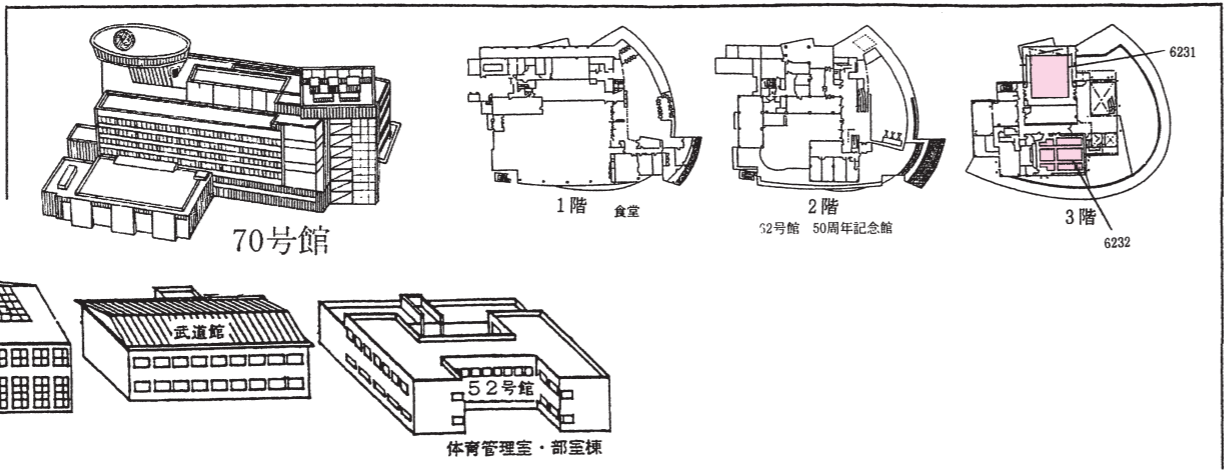 6231
1階
食堂
2階
62号館 50周年記念館
3階
6232
70号館
武道館
52号館
体育管理室・部室棟